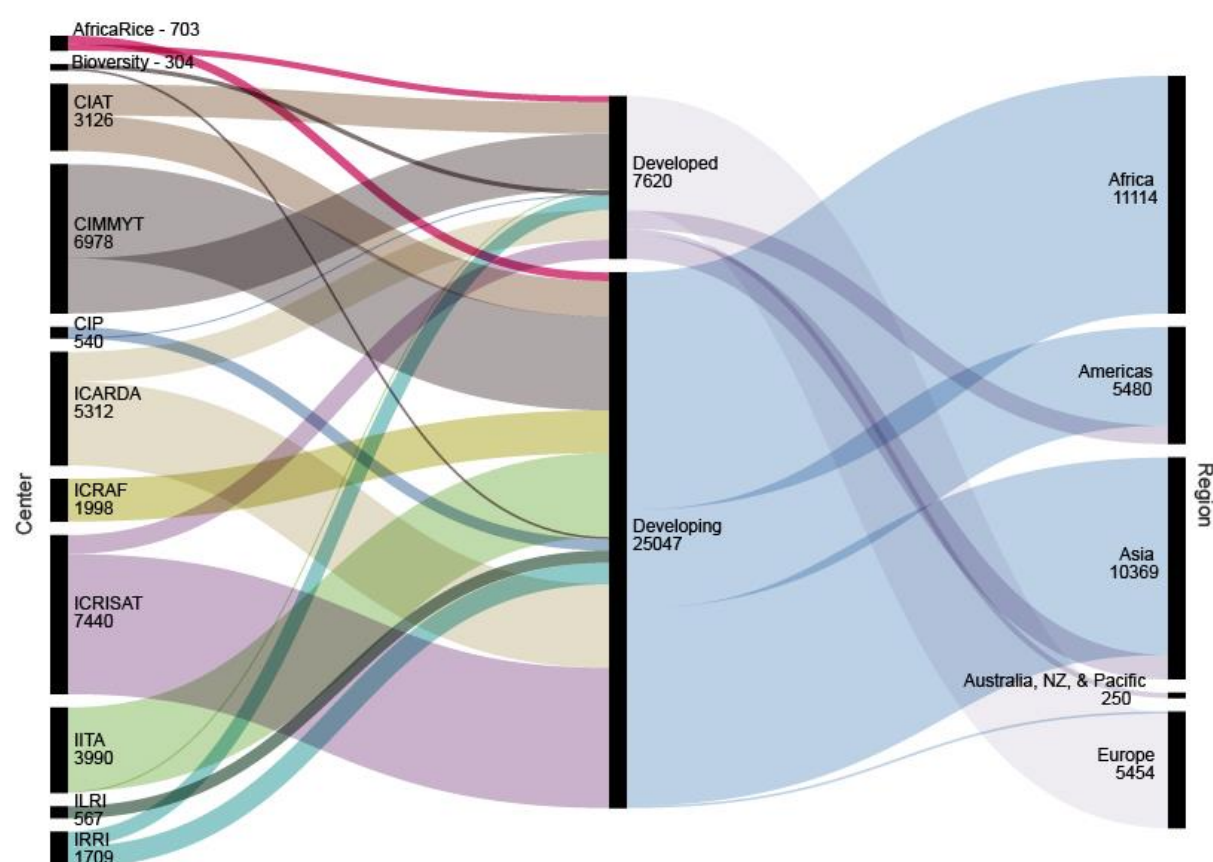 AfricaRice - 703
Bioversity - 304
CIAT
3126
CIMMYT
6978
CIP
540
ICARDA
5312
ICRAF
1998
ICRISAT
7440
IITA
3990
ILRI
567
IRRI
1709
Center
Developed
7620
Developing
25047
Africa
11114
Americas
5480
Asia
10369
Australia, NZ, & Pacific
250
Europe
5454
Region